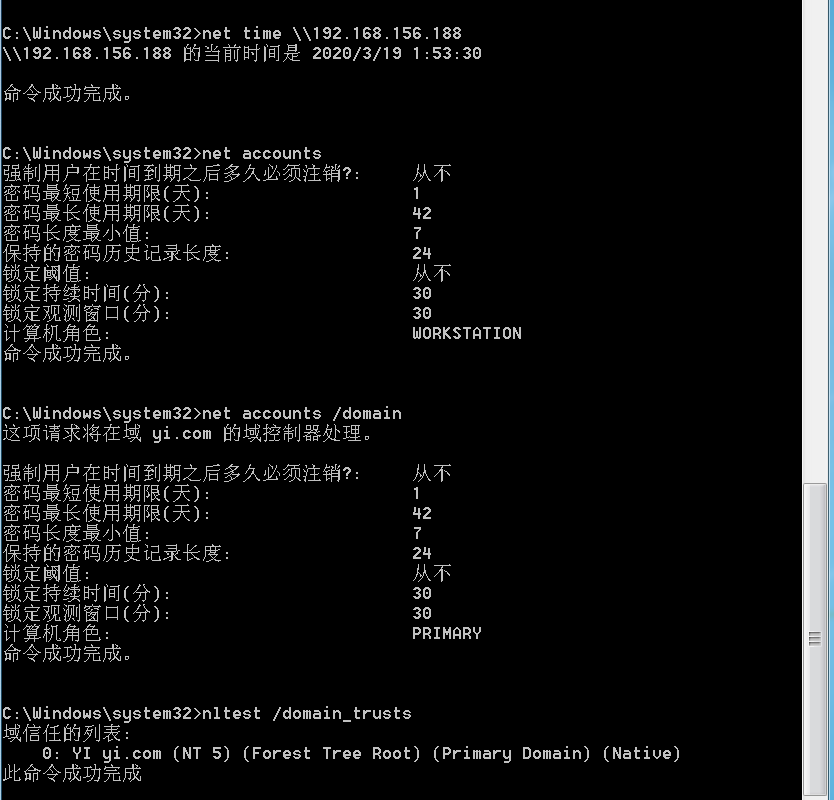 C:\Windows\system32>net time \\192.168.156.188
\\192.168.156.188 的当前时间是 2020/3/19 1:53:30
命令成功完成。
C:\Windows\system32>net accounts
强制用户在时间到期之后多久必须注销?: 从不
密码最短使用期限(天): 1
密码最长使用期限(天): 42
密码长度最小值: 7
保持的密码历史记录长度: 24
锁定阈值: 从不
锁定持续时间(分): 30
锁定观测窗口(分): 30
计算机角色: WORKSTATION
命令成功完成。
C:\Windows\system32>net accounts /domain
这项请求将在域 yi.com 的域控制器处理。
强制用户在时间到期之后多久必须注销?: 从不
密码最短使用期限(天): 1
密码最长使用期限(天): 42
密码长度最小值: 7
保持的密码历史记录长度: 24
锁定阈值: 从不
锁定持续时间(分): 30
锁定观测窗口(分): 30
计算机角色: PRIMARY
命令成功完成。
C:\Windows\system32>nltest /domain_trusts
域信任的列表:
0: YI yi.com (NT 5) (Forest Tree Root) (Primary Domain) (Native)
此命令成功完成